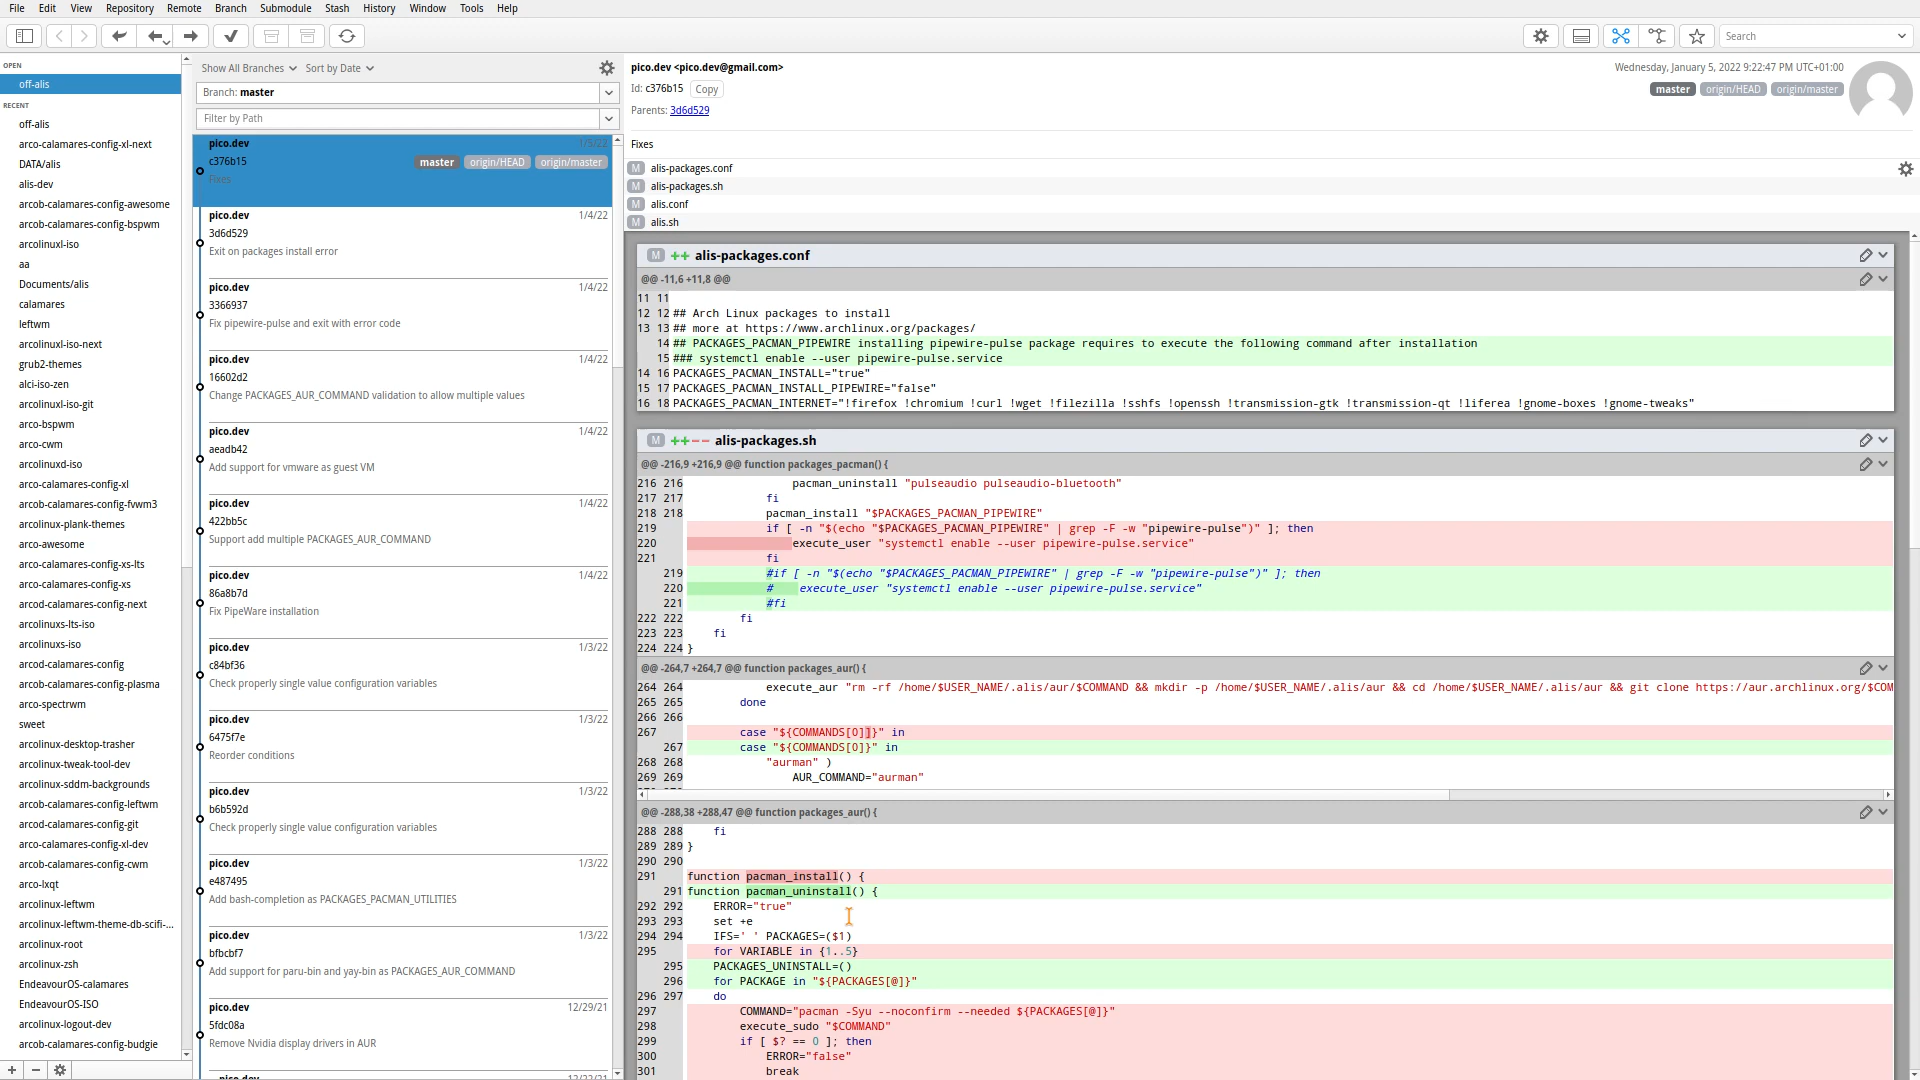 File Edit View Repository Remote Branch Submodule Stash History Window Tools Help
Search
OPEN
off-alis
RECENT
off-alis
arco-calamares-config-xl-next
DATA/alis
alis-dev
arcob-calamares-config-awesome
arcob-calamares-config-bspwm
arcolinuxl-iso
aa
Documents/alis
calamares
leftwm
arcolinuxl-iso-next
grub2-themes
alci-iso-zen
arcolinuxl-iso-git
arco-bspwm
arco-cwm
arcolinuxd-iso
arco-calamares-config-xl
arcob-calamares-config-fvwm3
arcolinux-plank-themes
arco-awesome
arco-calamares-config-xs-lts
arco-calamares-config-xs
arcod-calamares-config-next
arcolinuxs-lts-iso
arcolinuxs-iso
arcod-calamares-config
arcod-calamares-config-plasma
arco-spectrwm
sweet
arcolinux-desktop-trasher
arcolinux-tweak-tool-dev
arcolinux-sddm-backgrounds
arcob-calamares-config-leftwm
arcod-calamares-config-git
arco-calamares-config-xl-dev
arcob-calamares-config-cwm
arco-lxqt
arcolinux-leftwm
arcolinux-leftwm-theme-db-scifi-...
arcolinux-root
arcolinux-zsh
EndeavourOS-calamares
EndeavourOS-ISO
arcolinux-logout-dev
arcob-calamares-config-budgie
Show All Branches Sort by Date
Branch: master
Filter by Path
pico.dev 1/5/22
c376b15 master origin/HEAD origin/master
Fixes
pico.dev 1/4/22
3d6d529
Exit on packages install error
pico.dev 1/4/22
3366937
Fix pipewire-pulse and exit with error code
pico.dev 1/4/22
16602d2
Change PACKAGES_AUR_COMMAND validation to allow multiple values
pico.dev 1/4/22
aeadb42
Add support for vmware as guest VM
pico.dev 1/4/22
422bb5c
Support add multiple PACKAGES_AUR_COMMAND
pico.dev 1/4/22
86a8b7d
Fix PipeWare installation
pico.dev 1/3/22
c84bf36
Check properly single value configuration variables
pico.dev 1/3/22
6475f7e
Reorder conditions
pico.dev 1/3/22
b6b592d
Check properly single value configuration variables
pico.dev 1/3/22
e487495
Add bash-completion as PACKAGES_PACMAN_UTILITIES
pico.dev 1/3/22
bfbcbf7
Add support for paru-bin and yay-bin as PACKAGES_AUR_COMMAND
pico.dev 12/29/21
5fdc08a
Remove Nvidia display drivers in AUR
pico.dev <pico.dev@gmail.com> Wednesday, January 5, 2022 9:22:47 PM UTC+01:00
Id: c376b15 Copy master origin/HEAD origin/master
Parents: 3d6d529
Fixes
M alis-packages.conf
M alis-packages.sh
M alis.conf
M alis.sh
M ++ alis-packages.conf
@@ -11,6 +11,8 @@
11 11
12 12 ## Arch Linux packages to install
13 13 ## more at https://www.archlinux.org/packages/
14 ## PACKAGES_PACMAN_PIPEWIRE installing pipewire-pulse package requires to execute the following command after installation
15 ### systemctl enable --user pipewire-pulse.service
14 16 PACKAGES_PACMAN_INSTALL="true"
15 17 PACKAGES_PACMAN_INSTALL_PIPEWIRE="false"
16 18 PACKAGES_PACMAN_INTERNET="!firefox !chromium !curl !wget !filezilla !sshfs !openssh !transmission-gtk !transmission-qt !liferea !gnome-boxes !gnome-tweaks"
M ++-- alis-packages.sh
@@ -216,9 +216,9 @@ function packages_pacman() {
216 216 pacman_uninstall "pulseaudio pulseaudio-bluetooth"
217 217 fi
218 218 pacman_install "$PACKAGES_PACMAN_PIPEWIRE"
219 if [ -n "$(echo "$PACKAGES_PACMAN_PIPEWIRE" | grep -F -w "pipewire-pulse")" ]; then
220 execute_user "systemctl enable --user pipewire-pulse.service"
221 fi
219 #if [ -n "$(echo "$PACKAGES_PACMAN_PIPEWIRE" | grep -F -w "pipewire-pulse")" ]; then
220 # execute_user "systemctl enable --user pipewire-pulse.service"
221 #fi
222 222 fi
223 223 fi
224 224 }
@@ -264,7 +264,7 @@ function packages_aur() {
264 264 execute_aur "rm -rf /home/$USER_NAME/.alis/aur/$COMMAND && mkdir -p /home/$USER_NAME/.alis/aur && cd /home/$USER_NAME/.alis/aur && git clone https://aur.archlinux.org/$COM
265 265 done
266 266
267 case "${COMMANDS[0]]}" in
267 case "${COMMANDS[0]}" in
268 268 "aurman" )
269 269 AUR_COMMAND="aurman"
@@ -288,38 +288,47 @@ function packages_aur() {
288 288 fi
289 289 }
290 290
291 function pacman_install() {
291 function pacman_uninstall() {
292 292 ERROR="true"
293 293 set +e
294 294 IFS=' ' PACKAGES=($1)
295 for VARIABLE in {1..5}
295 PACKAGES_UNINSTALL=()
296 for PACKAGE in "${PACKAGES[@]}"
296 297 do
297 COMMAND="pacman -Syu --noconfirm --needed ${PACKAGES[@]}"
298 execute_sudo "$COMMAND"
299 if [ $? == 0 ]; then
300 ERROR="false"
301 break